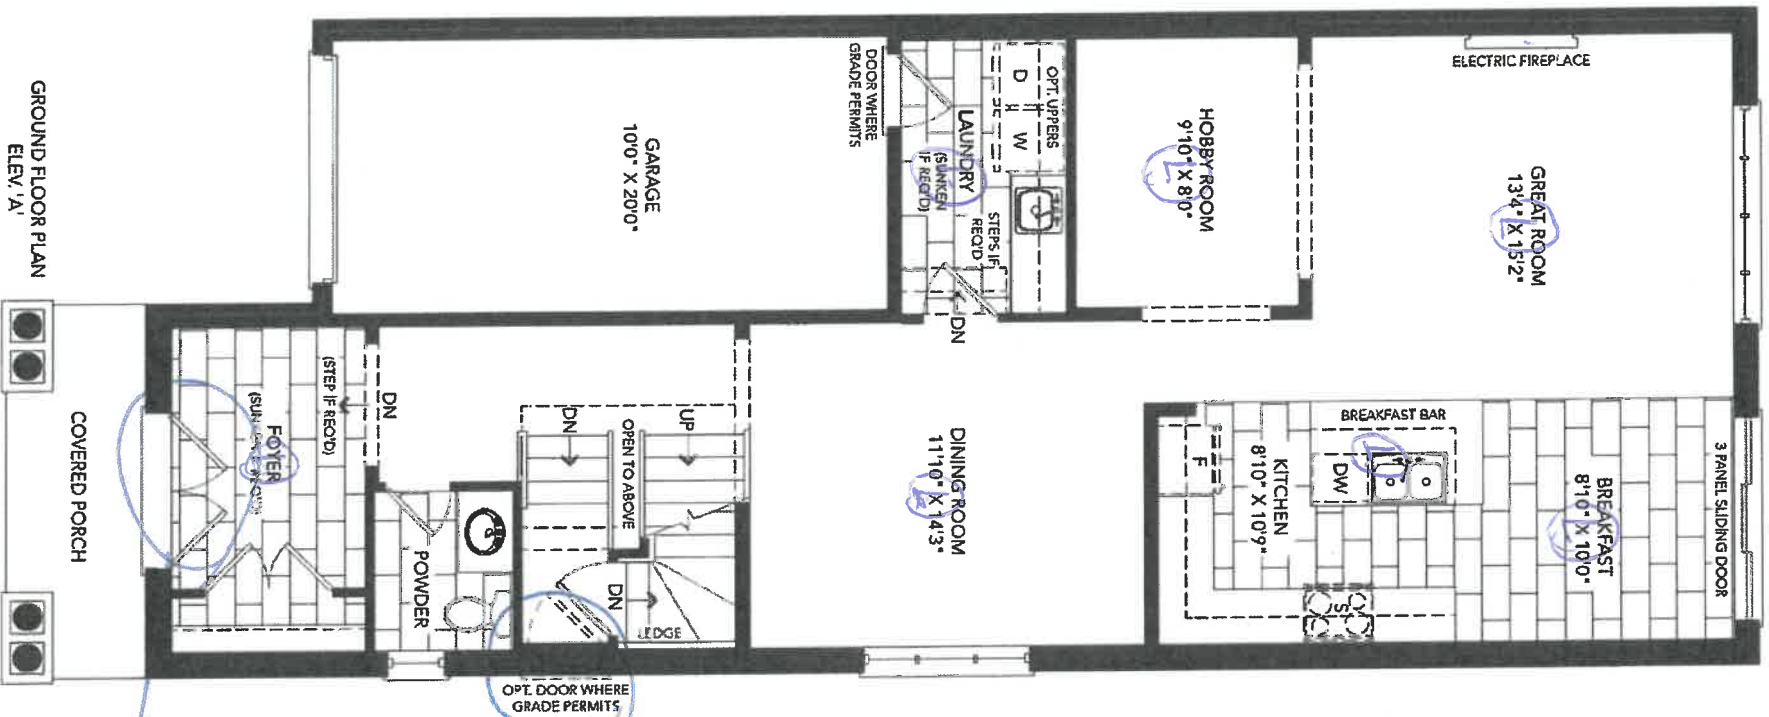 GROUND FLOOR PLAN
ELEV. 'A'
COVERED PORCH
FOYER
(STEP IF REQ'D)
DN
POWDER
GARAGE
10'0" X 20'0"
DN
UP
OPEN TO ABOVE
DN
LEDGE
OPT. DOOR WHERE
GRADE PERMITS
DOOR WHERE
GRADE PERMITS
LAUNDRY
(SUNKEN
IF REQ'D)
STEPS IF
REQ'D
DN
OPT. UPPERS
D
W
DINING ROOM
11'10" X 14'3"
HOBBY ROOM
9'10" X 8'0"
L
GREAT ROOM
13'4" X 15'2"
L
ELECTRIC FIREPLACE
BREAKFAST BAR
DW
F
KITCHEN
8'10" X 10'9"
S
BREAKFAST
8'10" X 10'0"
3 PANEL SLIDING DOOR